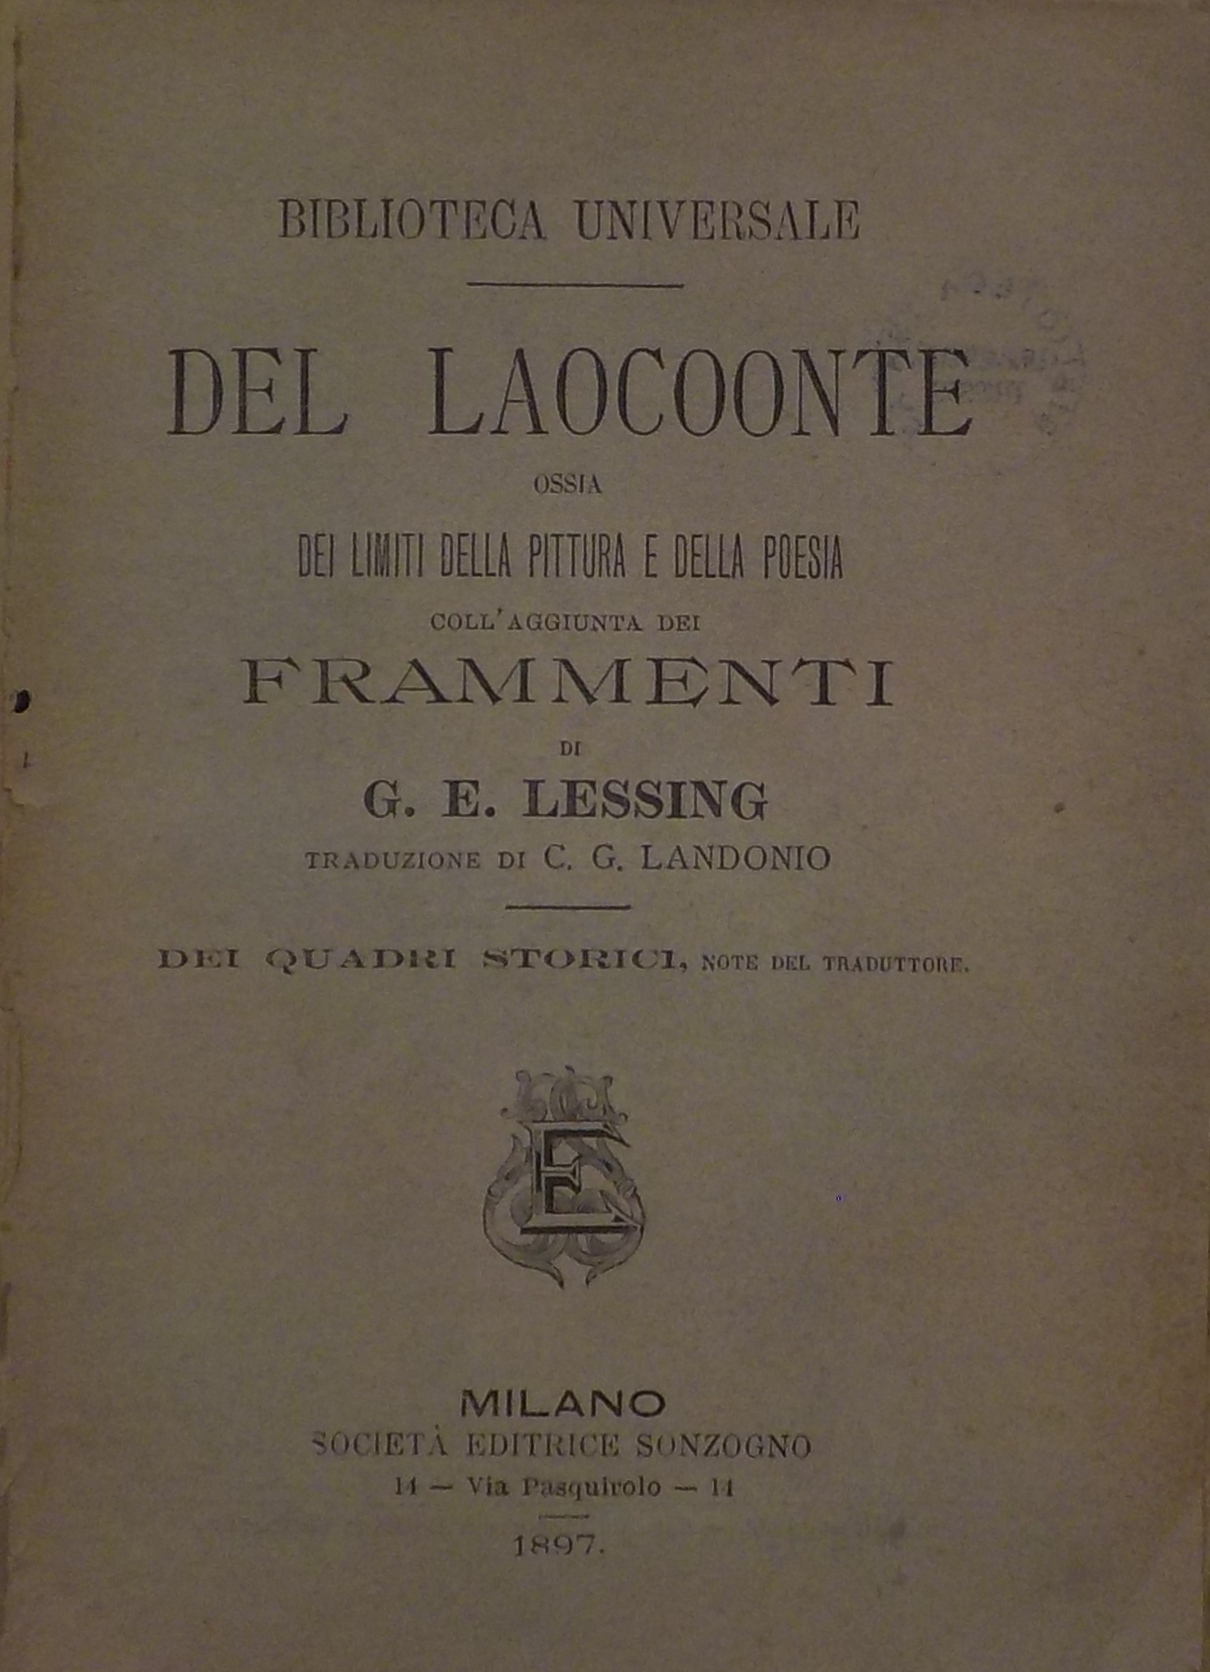 BIBLIOTECA UNIVERSALE
DEL LAOCOONTE
OSSIA
DEI LIMITI DELLA PITTURA E DELLA POESIA
COLL'AGGIUNTA DEI
FRAMMENTI
DI
G. E. LESSING
TRADUZIONE DI C. G. LANDONIO
DEI QUADRI STORICI, NOTE DEL TRADUTTORE.
E
MILANO
SOCIETÀ EDITRICE SONZOGNO
14 — Via Pasquirolo — 14
1897.